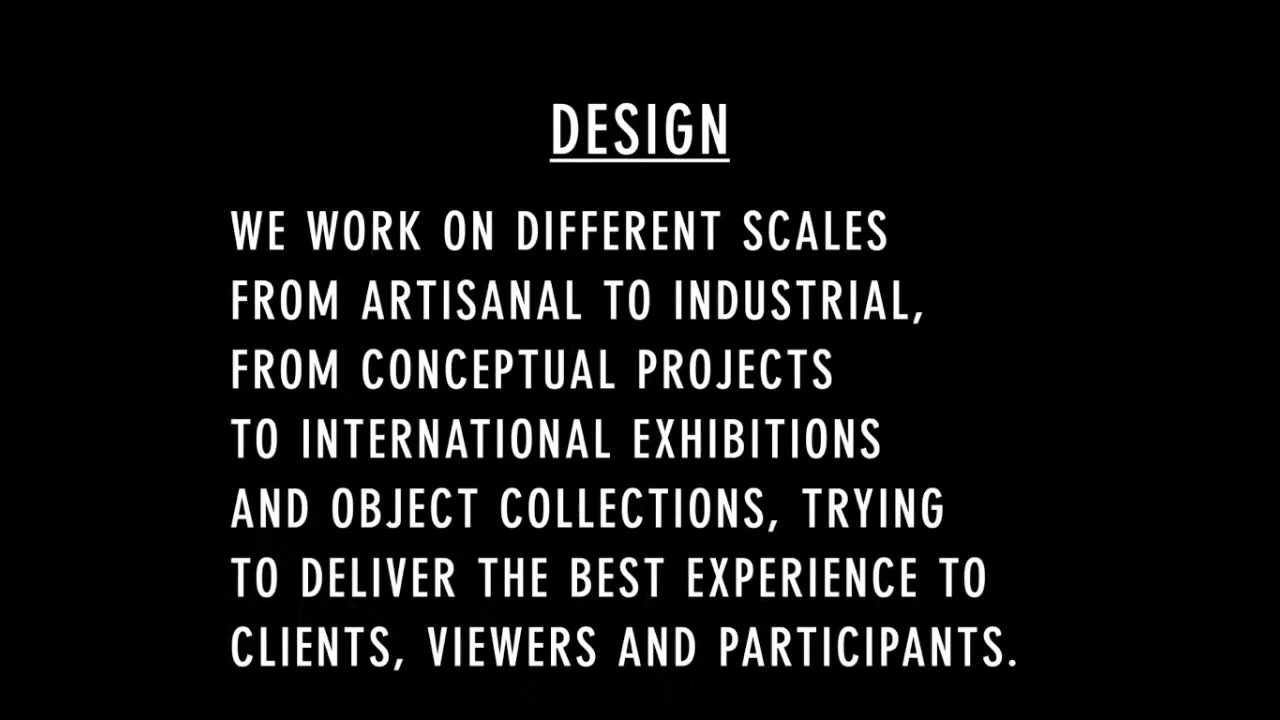 DESIGN
WE WORK ON DIFFERENT SCALES
FROM ARTISANAL TO INDUSTRIAL,
FROM CONCEPTUAL PROJECTS
TO INTERNATIONAL EXHIBITIONS
AND OBJECT COLLECTIONS, TRYING
TO DELIVER THE BEST EXPERIENCE TO
CLIENTS, VIEWERS AND PARTICIPANTS.